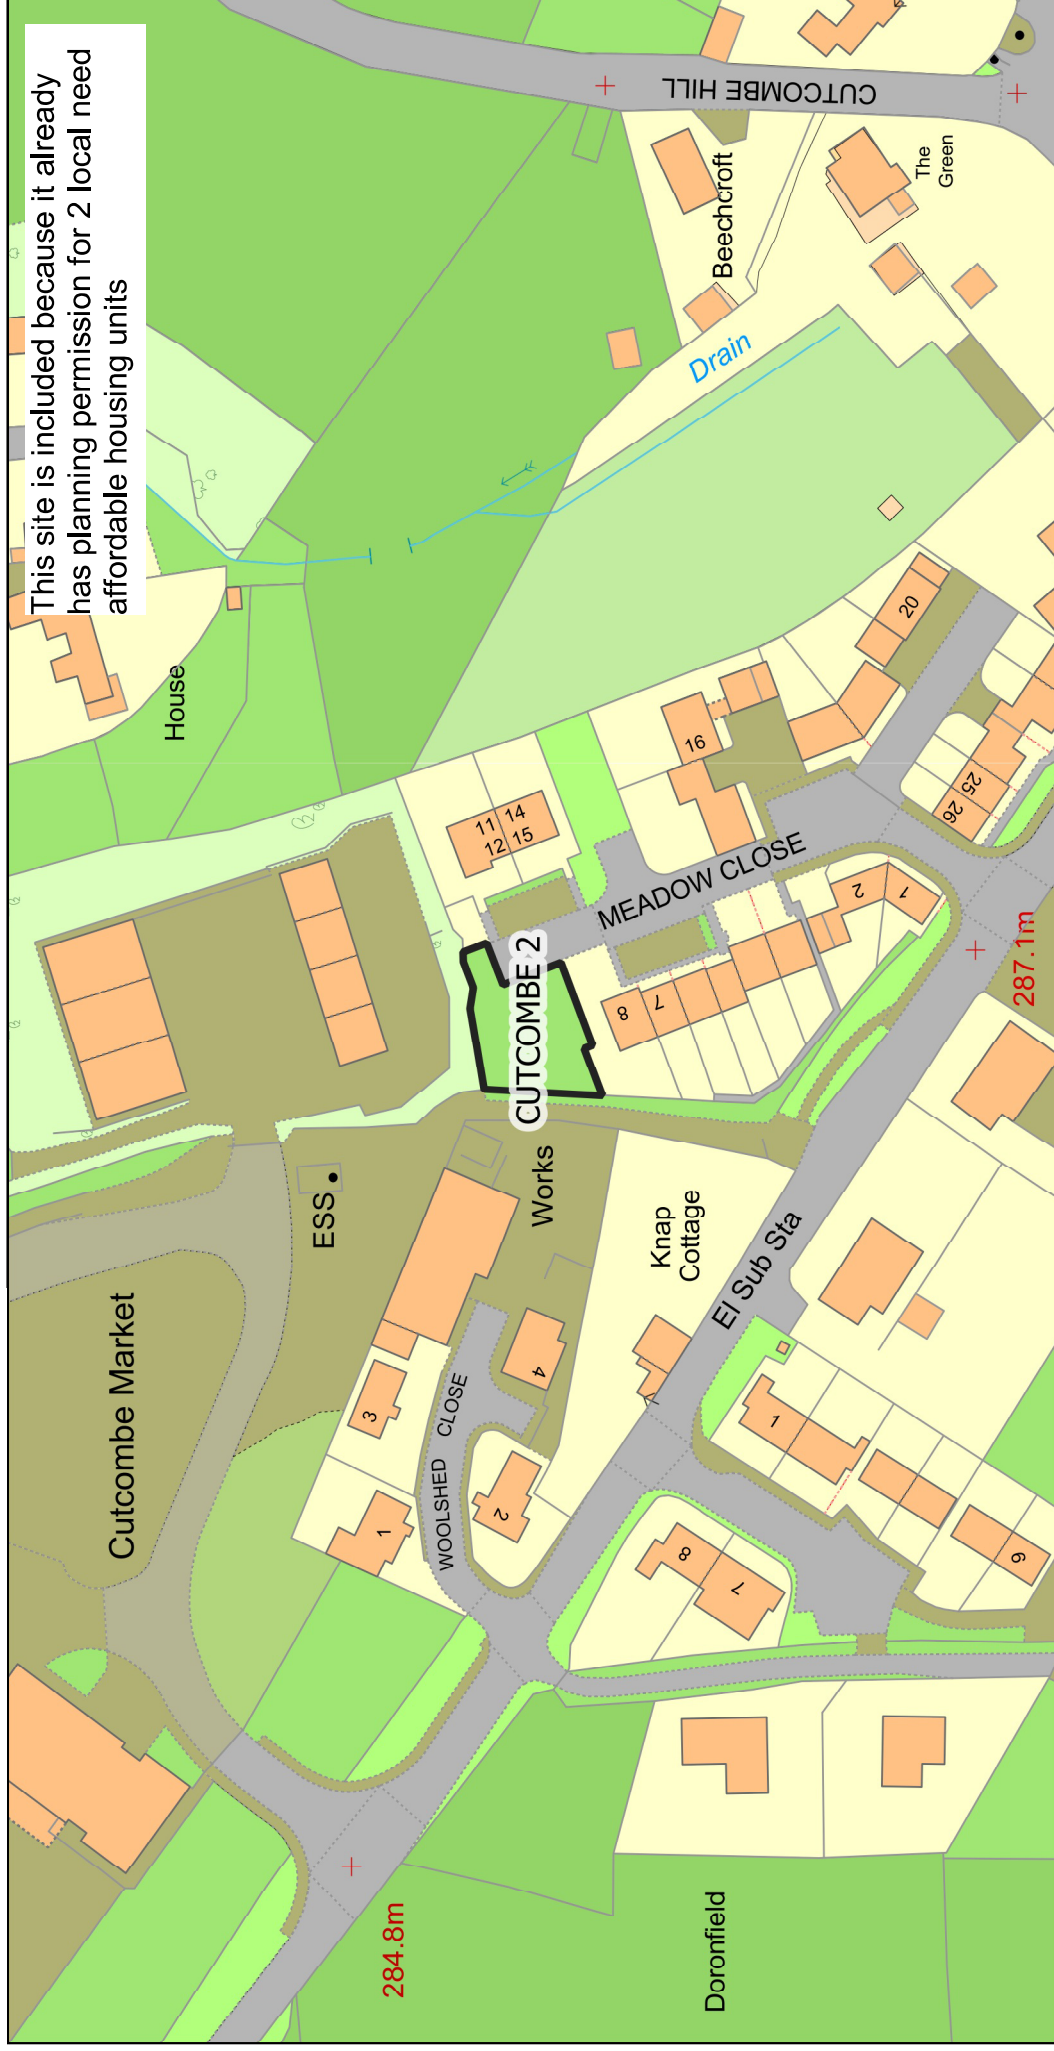 This site is included because it already
has planning permission for 2 local need
affordable housing units
House
Cutcombe Market
ESS
Works
CUTCOMBE 2
MEADOW CLOSE
11 14
12 15
16
20
25
26
8
7
2
1
Drain
Beechcroft
CUTCOMBE HILL
The
Green
287.1m
Knap
Cottage
El Sub Sta
WOOLSHED CLOSE
3
4
1
2
8
7
1
6
284.8m
Doronfield